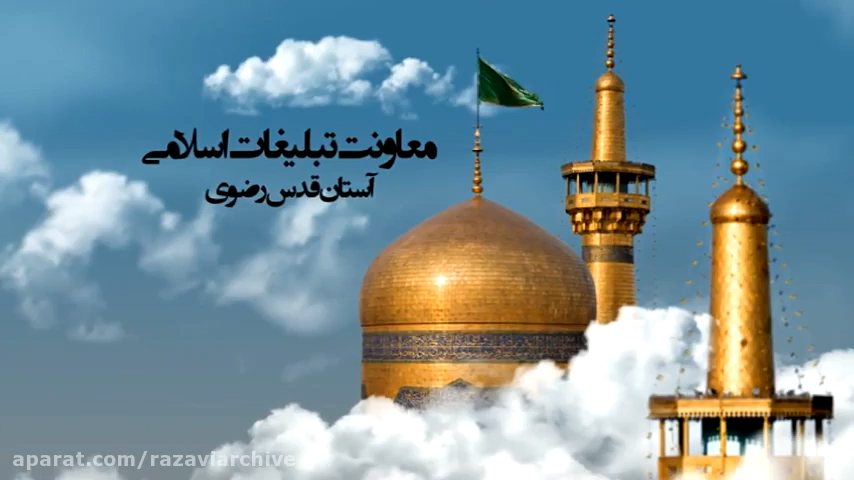 معاونت تبلیغات اسلامی
آستان قدس رضوی
aparat.com/razaviarchive